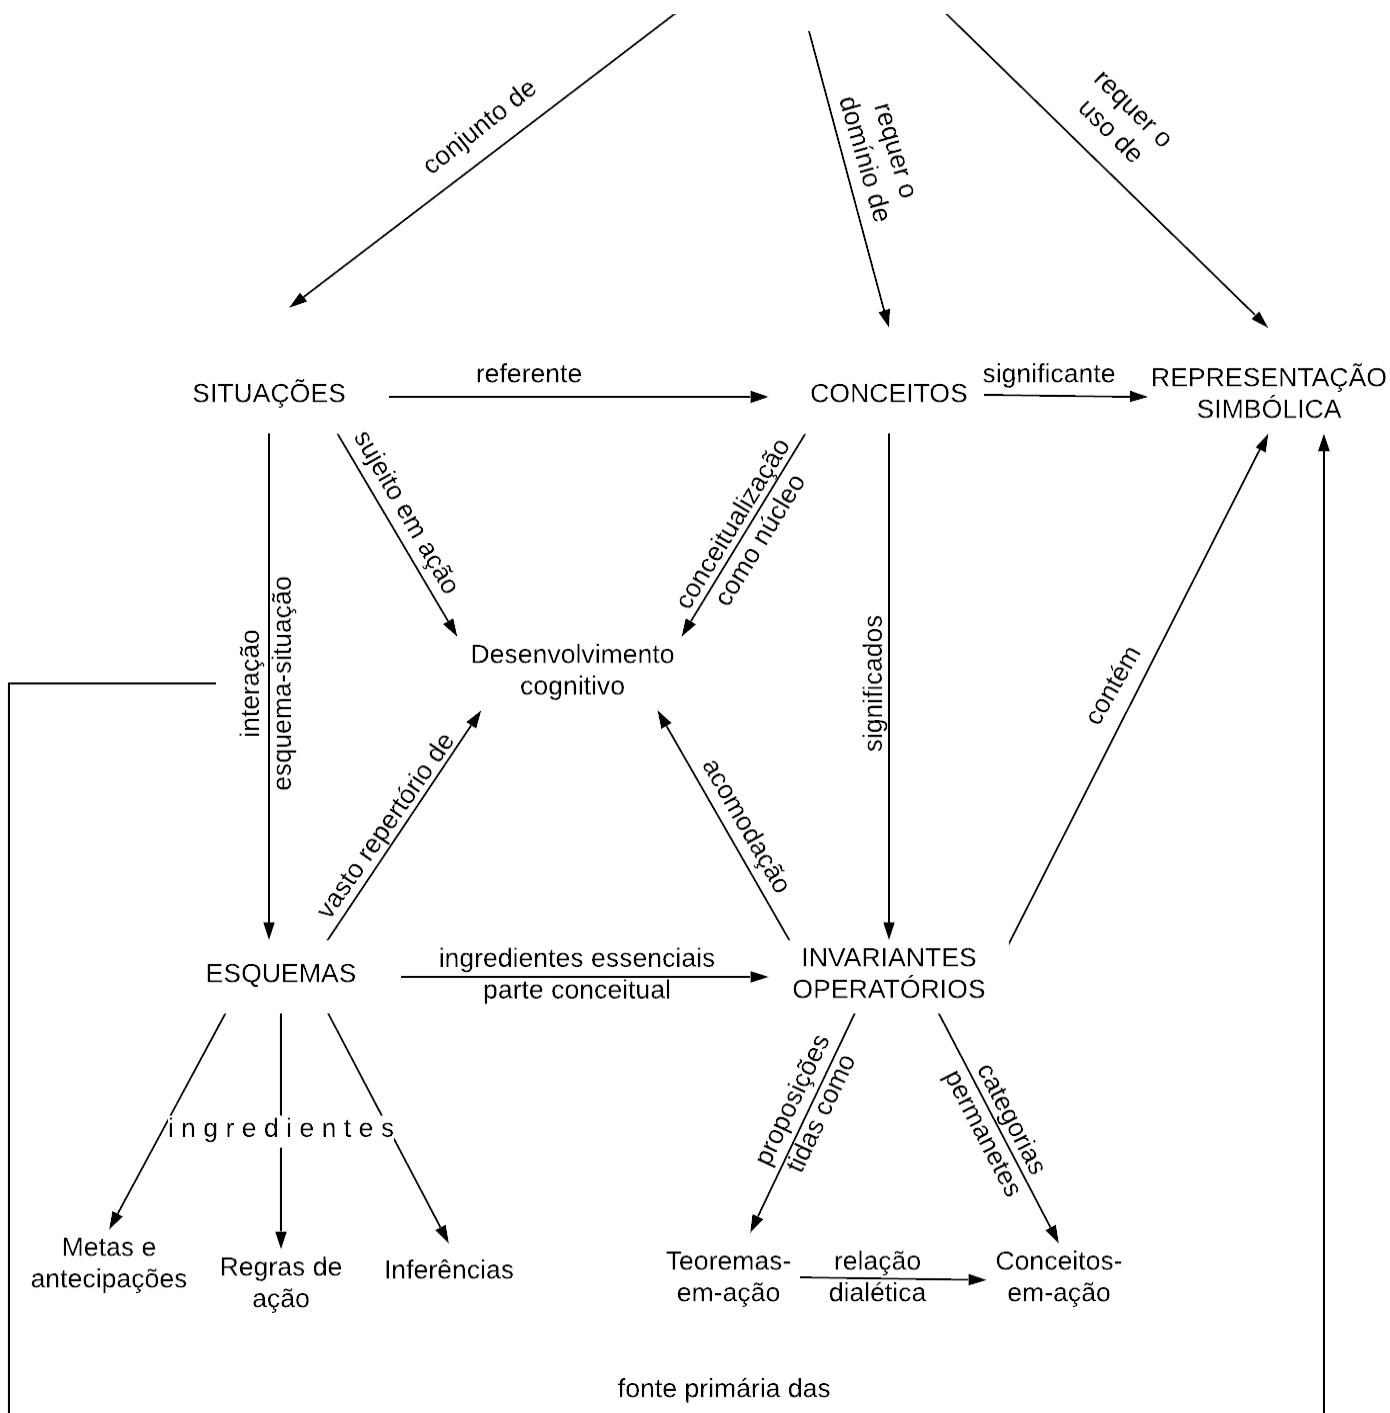 conjunto de
requer o
domínio de
requer o
uso de
SITUAÇÕES
referente
CONCEITOS
significante
REPRESENTAÇÃO
SIMBÓLICA
sujeito em ação
conceitualização
como núcleo
interação
esquema-situação
Desenvolvimento
cognitivo
significados
contém
vasto repertório de
acomodação
ESQUEMAS
ingredientes essenciais
parte conceitual
INVARIANTES
OPERATÓRIOS
ingredientes
proposições
tidas como
categorias
permanetes
Metas e
antecipações
Regras de
ação
Inferências
Teoremas-
em-ação
relação
dialética
Conceitos-
em-ação
fonte primária das